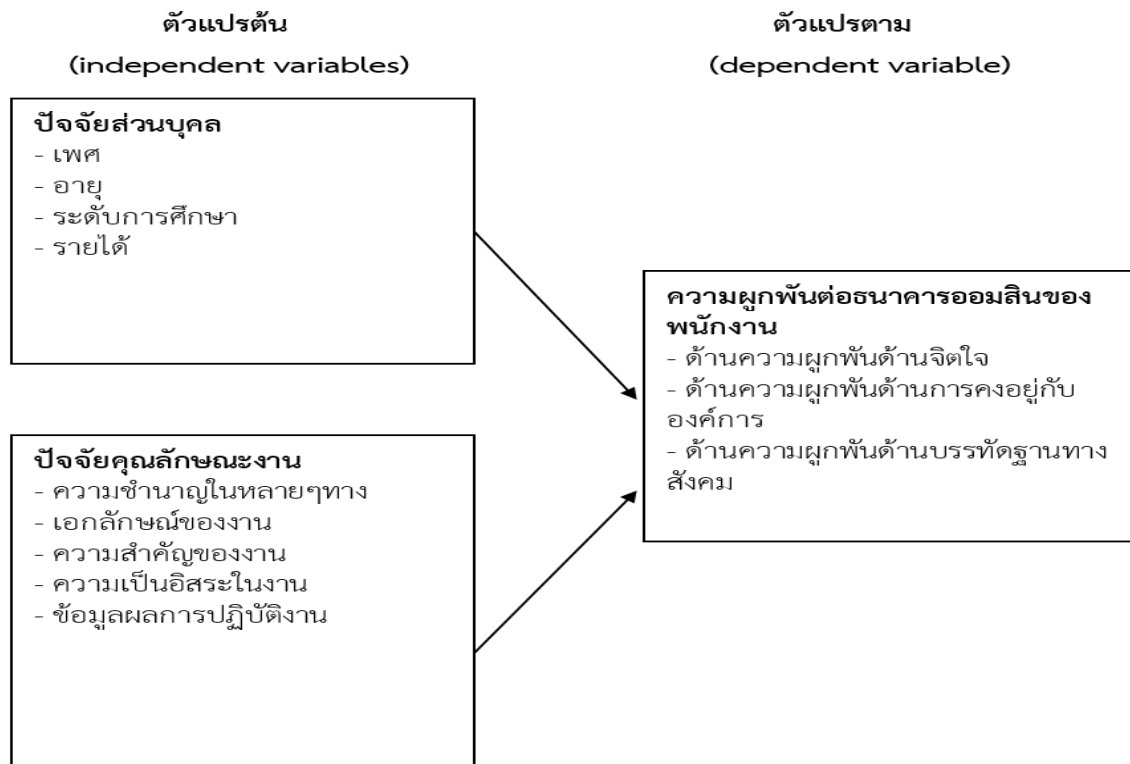 ตัวแปรต้น
(independent variables)
ปัจจัยส่วนบุคล
- เพศ
- อายุ
- ระดับการศึกษา
- รายได้
ปัจจัยคุณลักษณะงาน
- ความชำนาญในหลายๆทาง
- เอกลักษณ์ของงาน
- ความสำคัญของงาน
- ความเป็นอิสระในงาน
- ข้อมูลผลการปฏิบัติงาน
ตัวแปรตาม
(dependent variable)
ความผูกพันต่อธนาคารออมสินของ
พนักงาน
- ด้านความผูกพันด้านจิตใจ
- ด้านความผูกพันด้านการคงอยู่กับ
องค์การ
- ด้านความผูกพันด้านบรรทัดฐานทาง
สังคม